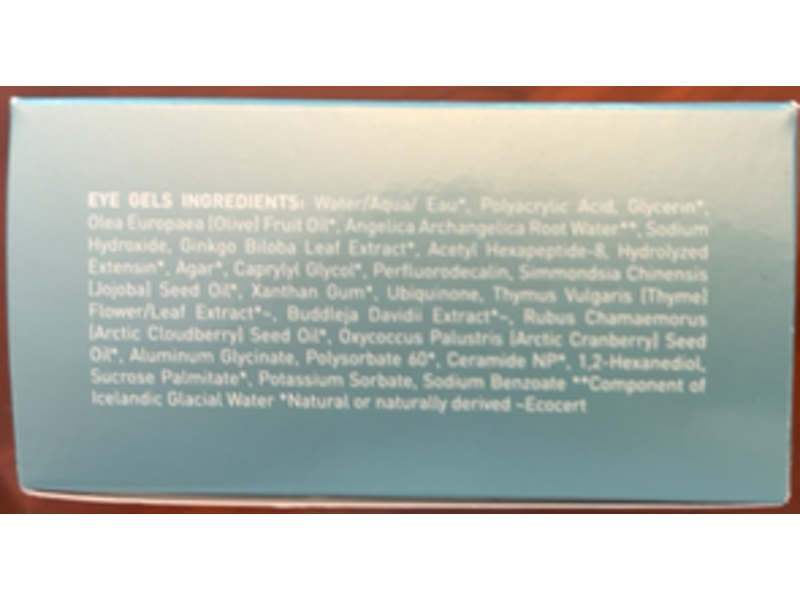 EYE GELS INGREDIENTS: Water/Aqua/ Eau*, Polyacrylic Acid, Glycerin*,
Olea Europaea (Olive) Fruit Oil*, Angelica Archangelica Root Water**, Sodium
Hydroxide, Ginkgo Biloba Leaf Extract*, Acetyl Hexapeptide-8, Hydrolyzed
Extensin*, Agar*, Caprylyl Glycol*, Perfluorodecalin, Simmondsia Chinensis
(Jojoba) Seed Oil*, Xanthan Gum*, Ubiquinone, Thymus Vulgaris (Thyme)
Flower/Leaf Extract*~, Buddleja Davidii Extract*~, Rubus Chamaemorus
(Arctic Cloudberry) Seed Oil*, Oxycoccus Palustris (Arctic Cranberry) Seed
Oil*, Aluminum Glycinate, Polysorbate 60*, Ceramide NP*, 1,2-Hexanediol,
Sucrose Palmitate*, Potassium Sorbate, Sodium Benzoate **Component of
Icelandic Glacial Water *Natural or naturally derived ~Ecocert